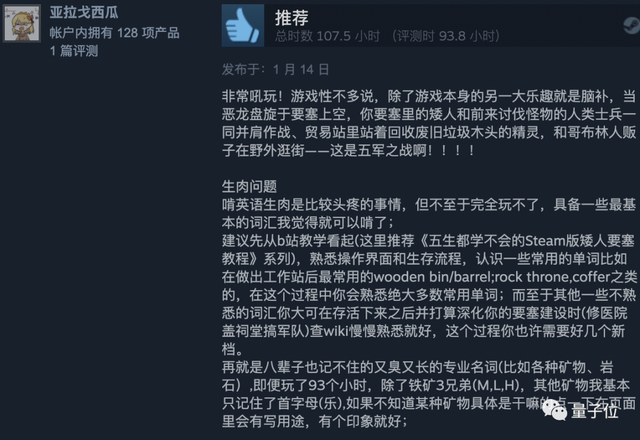 亚拉戈西瓜
帐户内拥有 128 项产品
1 篇评测
推荐
总时数 107.5 小时 （评测时 93.8 小时）
发布于：1 月 14 日
非常吼玩！游戏性不多说，除了游戏本身的另一大乐趣就是脑补，当
恶龙盘旋于要塞上空，你要塞里的矮人和前来讨伐怪物的人类士兵一
同并肩作战、贸易站里站着回收废旧垃圾木头的精灵，和哥布林人贩
子在野外逛街——这是五军之战啊！！！！
生肉问题
啃英语生肉是比较头疼的事情，但不至于完全玩不了，具备一些最基
本的词汇我觉得就可以啃了；
建议先从b站教学看起(这里推荐《五生都学不会的Steam版矮人要塞
教程》系列)，熟悉操作界面和生存流程，认识一些常用的单词比如
在做出工作站后最常用的wooden bin/barrel;rock throne,coffer之类
的，在这个过程中你会熟悉绝大多数常用单词；而至于其他一些不熟
悉的词汇你大可在存活下来之后并打算深化你的要塞建设时(修医院
盖祠堂搞军队)查wiki慢慢熟悉就好，这个过程你也许需要好几个新
档。
再就是八辈子也记不住的又臭又长的专业名词(比如各种矿物、岩
石）,即便玩了93个小时，除了铁矿3兄弟(M,L,H)，其他矿物我基本
只记住了首字母(乐),如果不知道某种矿物具体是干嘛的点一下在页面
里会有写用途，有个印象就好；
量子位